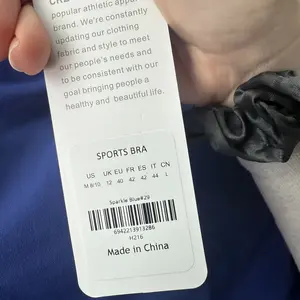 popular athletic appar
brand. We're constantly
updating our clothing
fabric and style to meet
our people's needs and
to be consistent with our
goal bringing people a
healthy and beautiful life.
SPORTS BRA
US UK EU FR ES IT CN
M 8/10 12 40 42 42 44 L
Sparkle Blue#29
6942213913286
H216
Made in China